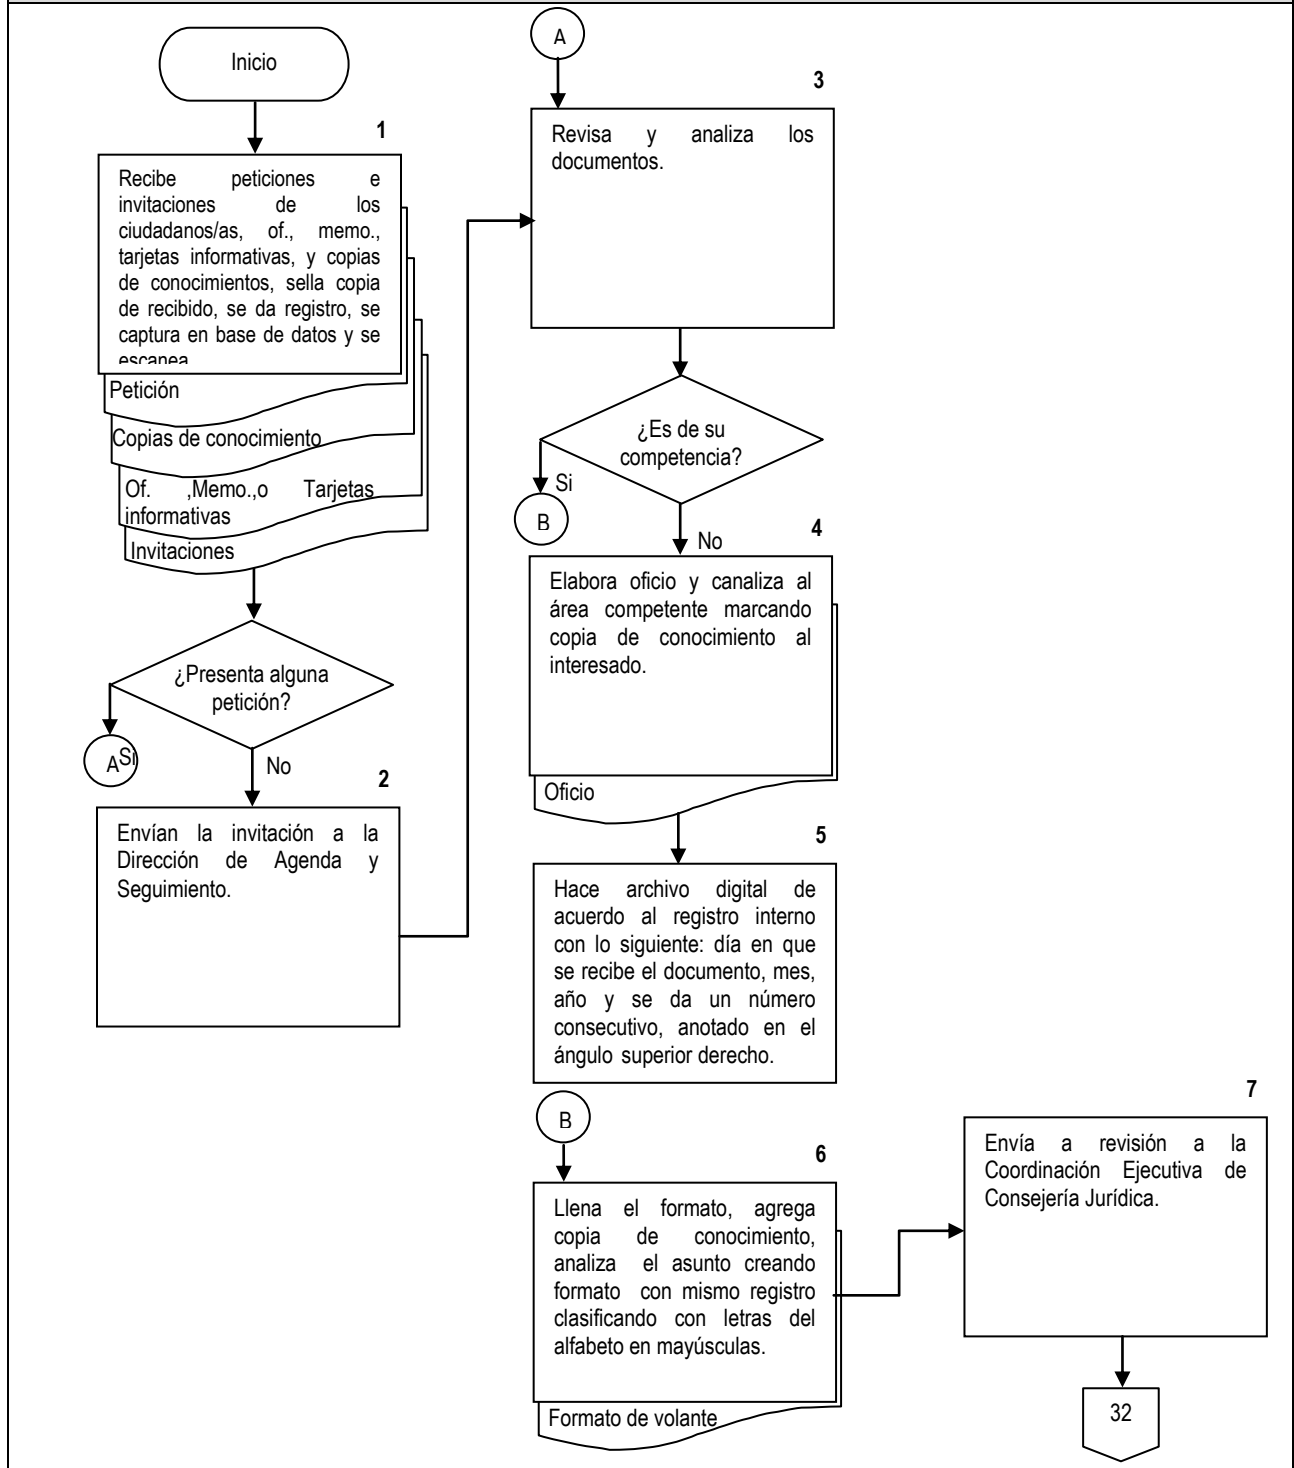 Inicio
1
Recibe peticiones e
invitaciones de los
ciudadanos/as, of., memo.,
tarjetas informativas, y copias
de conocimientos, sella copia
de recibido, se da registro, se
captura en base de datos y se
escanea
Petición
Copias de conocimiento
Of. ,Memo.,o Tarjetas
informativas
Invitaciones
¿Presenta alguna
petición?
Si
A
No
2
Envían la invitación a la
Dirección de Agenda y
Seguimiento.
A
3
Revisa y analiza los
documentos.
¿Es de su
competencia?
Si
B
No
4
Elabora oficio y canaliza al
área competente marcando
copia de conocimiento al
interesado.
Oficio
5
Hace archivo digital de
acuerdo al registro interno
con lo siguiente: día en que
se recibe el documento, mes,
año y se da un número
consecutivo, anotado en el
ángulo superior derecho.
B
6
Llena el formato, agrega
copia de conocimiento,
analiza el asunto creando
formato con mismo registro
clasificando con letras del
alfabeto en mayúsculas.
Formato de volante
7
Envía a revisión a la
Coordinación Ejecutiva de
Consejería Jurídica.
32